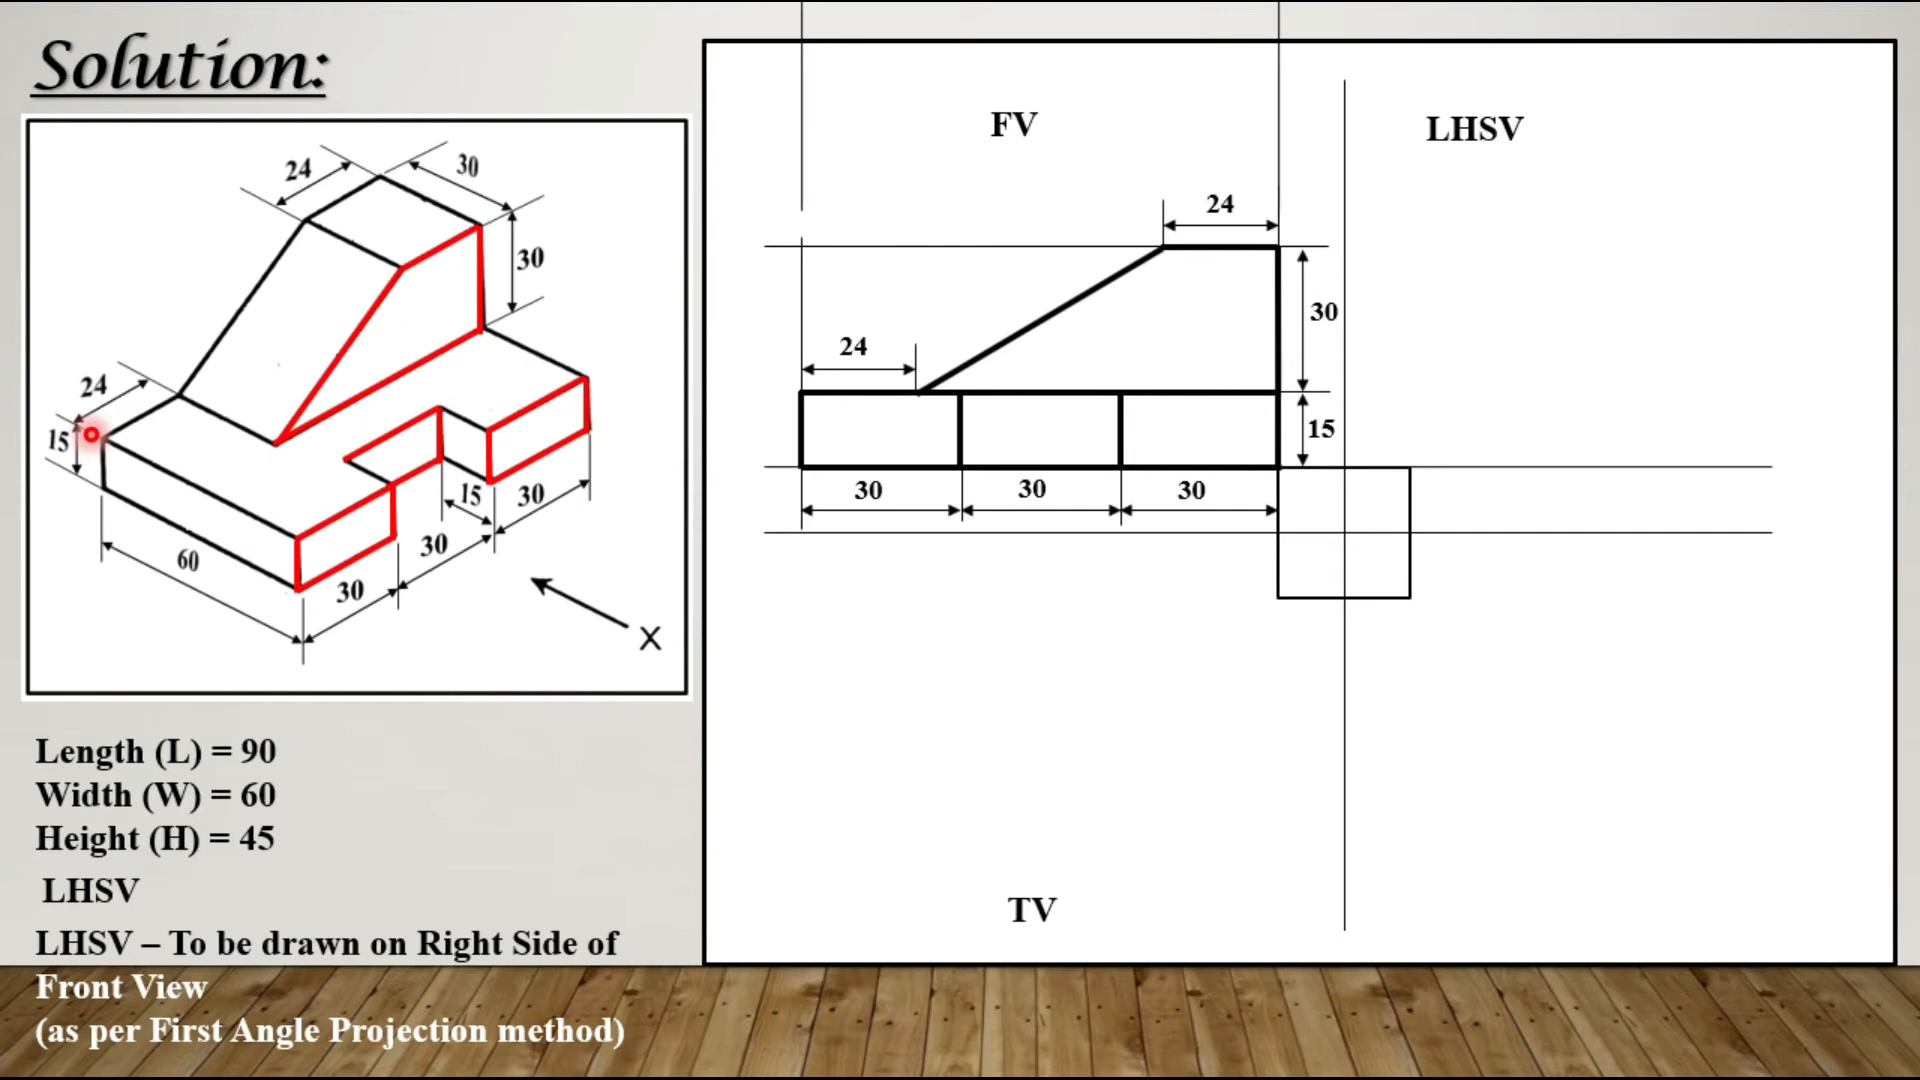 Solution:
24
30
30
24
15
15
30
60
30
30
X
Length (L) = 90
Width (W) = 60
Height (H) = 45
LHSV
LHSV – To be drawn on Right Side of
Front View
(as per First Angle Projection method)
FV
LHSV
24
30
24
15
30
30
30
TV